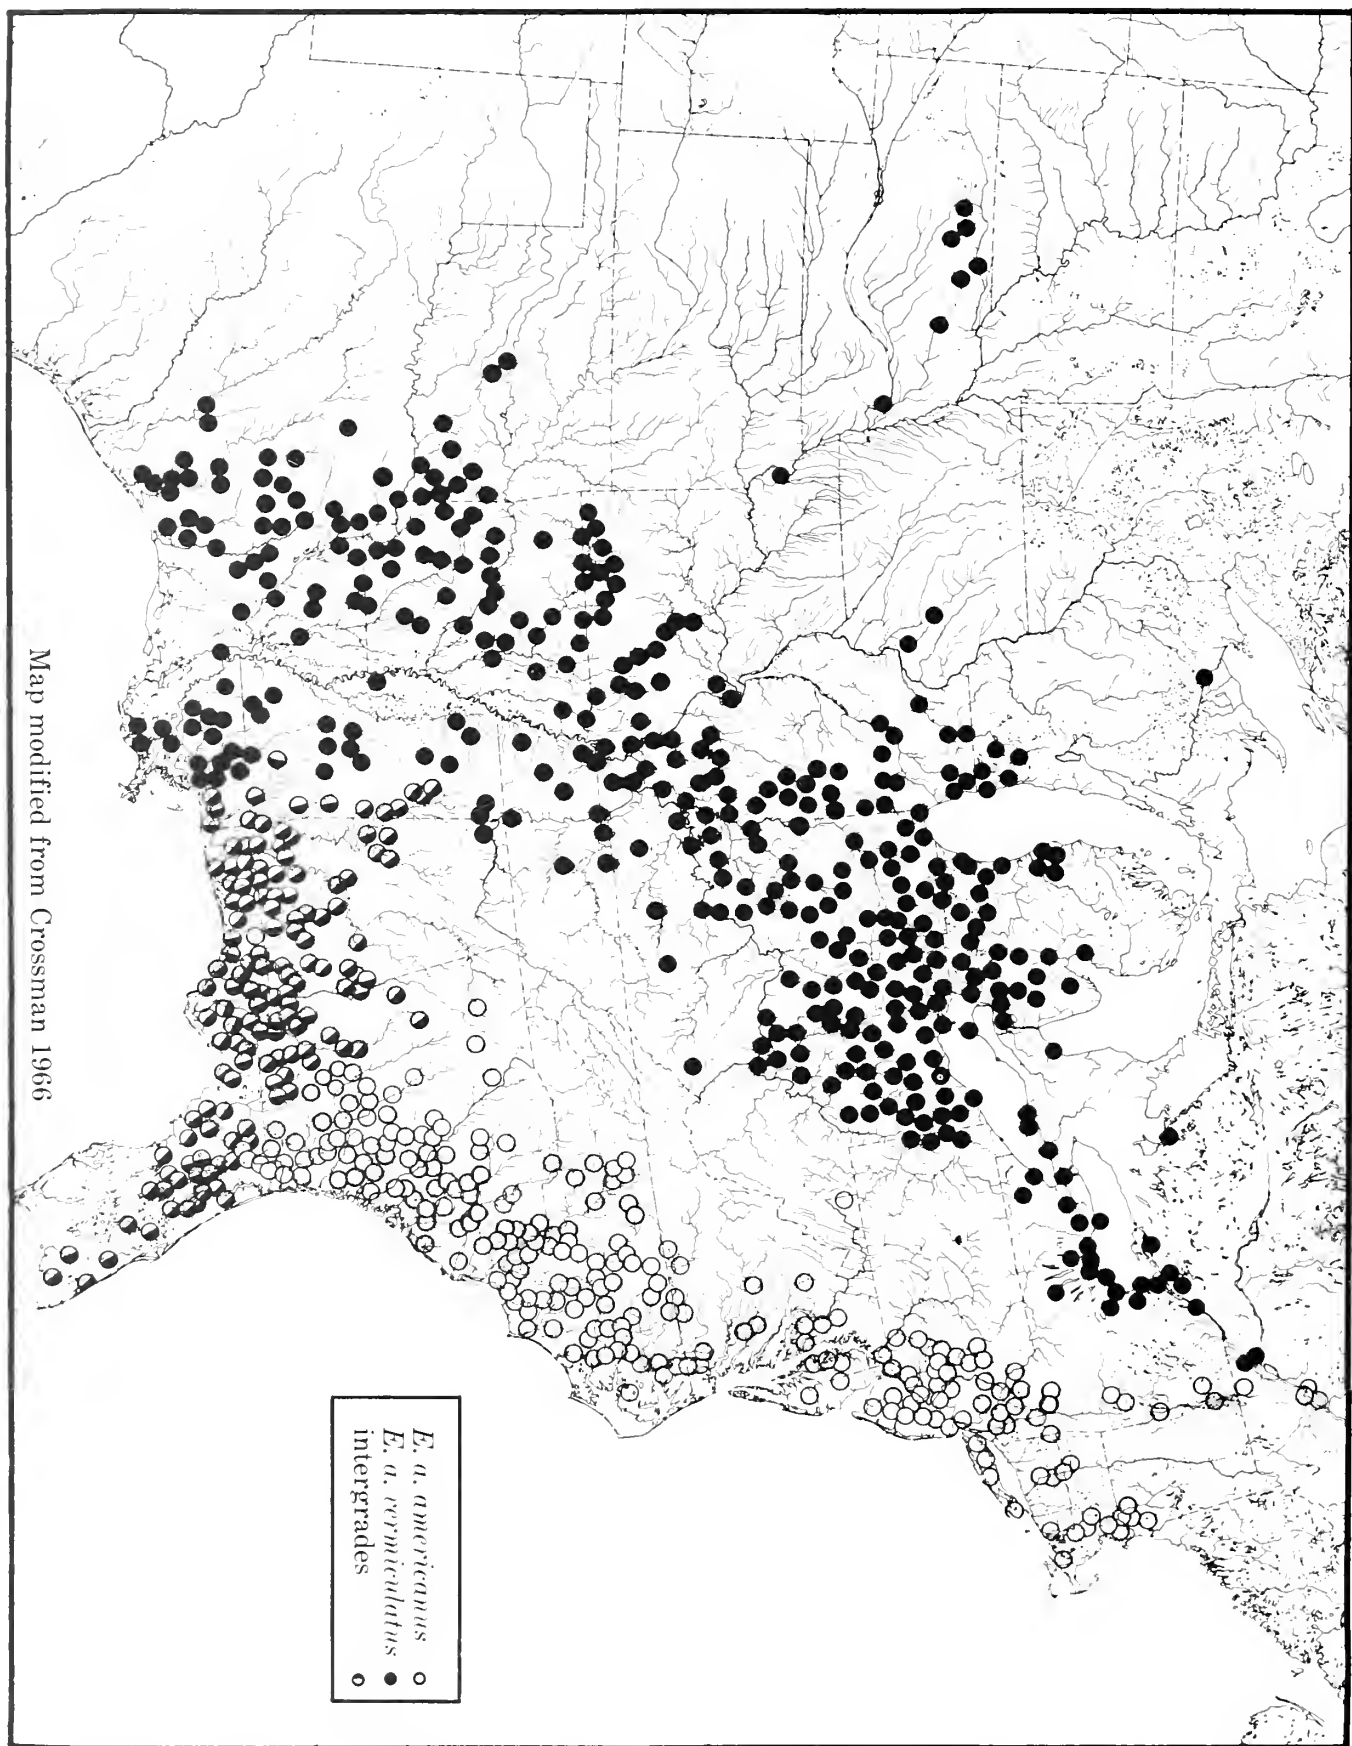 E. a. americanus
E. a. vermiculatus
intergrades
Map modified from Crossman 1966